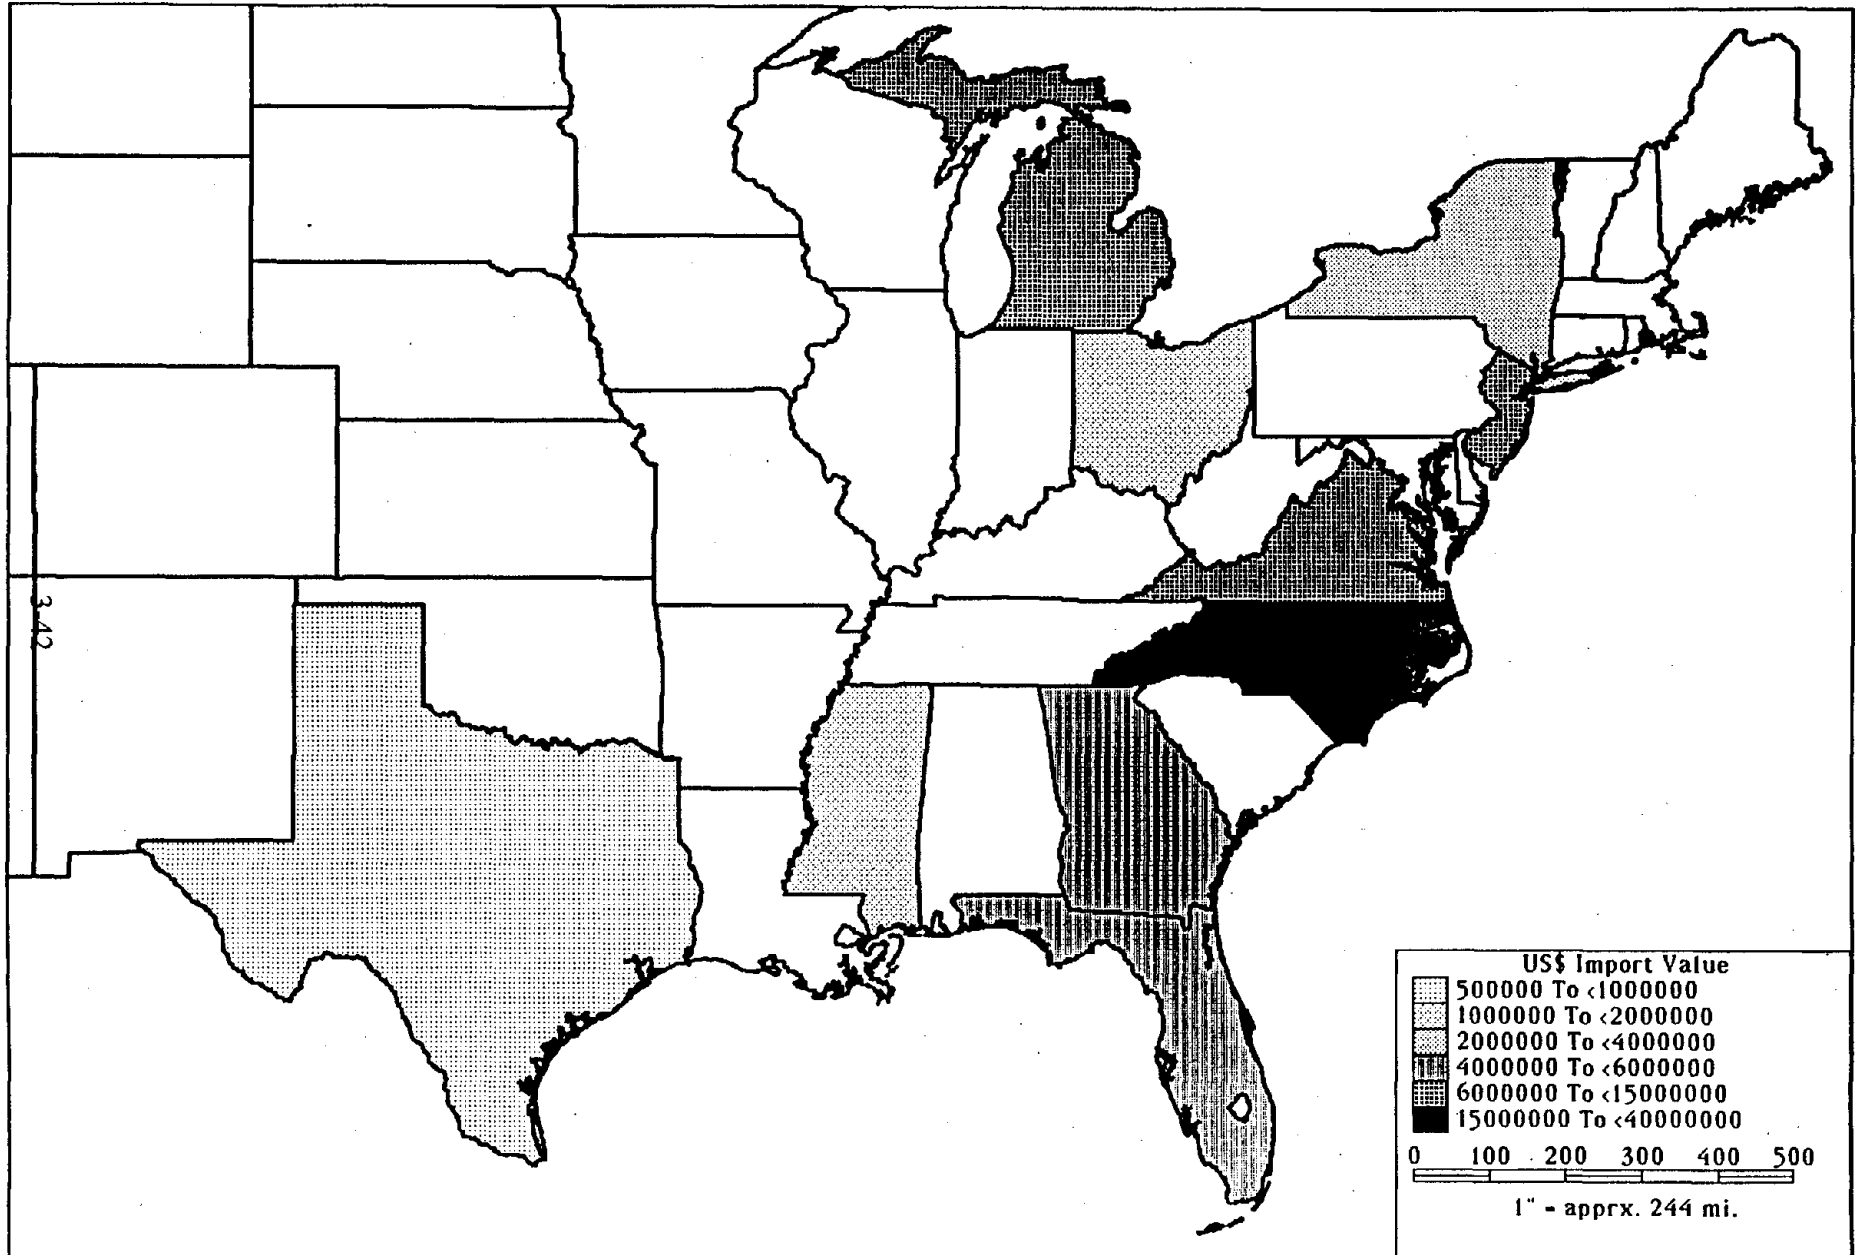 3-42
US$ Import Value
500000 To <1000000
1000000 To <2000000
2000000 To <4000000
4000000 To <6000000
6000000 To <15000000
15000000 To <40000000
0 100 200 300 400 500
1" = apprx. 244 mi.